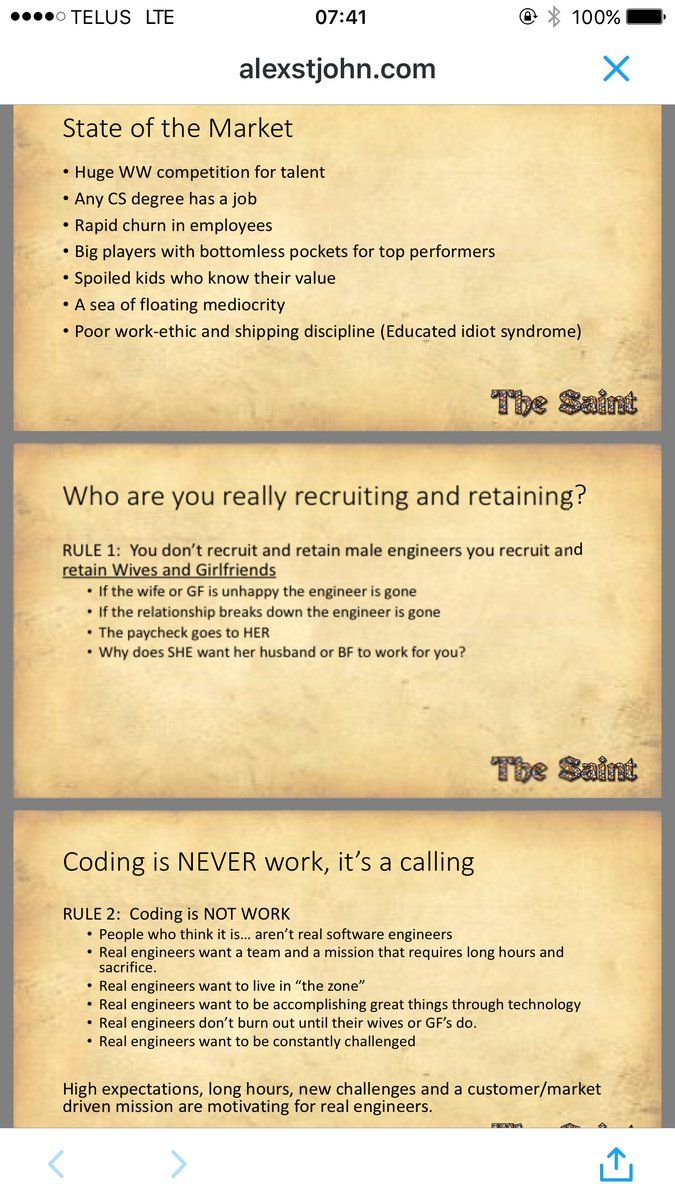 TELUS LTE 07:41 100%
alexstjohn.com
State of the Market
• Huge WW competition for talent
• Any CS degree has a job
• Rapid churn in employees
• Big players with bottomless pockets for top performers
• Spoiled kids who know their value
• A sea of floating mediocrity
• Poor work-ethic and shipping discipline (Educated idiot syndrome)
The Saint
Who are you really recruiting and retaining?
RULE 1: You don't recruit and retain male engineers you recruit and
retain Wives and Girlfriends
• If the wife or GF is unhappy the engineer is gone
• If the relationship breaks down the engineer is gone
• The paycheck goes to HER
• Why does SHE want her husband or BF to work for you?
The Saint
Coding is NEVER work, it's a calling
RULE 2: Coding is NOT WORK
• People who think it is... aren't real software engineers
• Real engineers want a team and a mission that requires long hours and
sacrifice.
• Real engineers want to live in "the zone"
• Real engineers want to be accomplishing great things through technology
• Real engineers don't burn out until their wives or GF's do.
• Real engineers want to be constantly challenged
High expectations, long hours, new challenges and a customer/market
driven mission are motivating for real engineers.